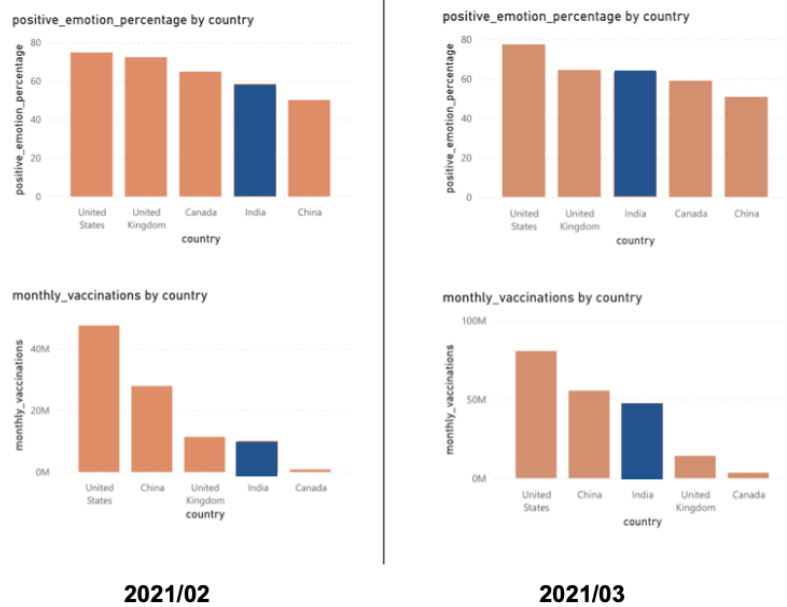 positive_emotion_percentage by country
positive_emotion_percentage
80
60
40
20
0
United States
United Kingdom
Canada
India
China
country
monthly_vaccinations by country
monthly_vaccinations
40M
20M
0M
United States
China
United Kingdom
India
Canada
country
2021/02
positive_emotion_percentage by country
positive_emotion_percentage
80
60
40
20
0
United States
United Kingdom
India
Canada
China
country
monthly_vaccinations by country
monthly_vaccinations
100M
50M
0M
United States
China
India
United Kingdom
Canada
country
2021/03